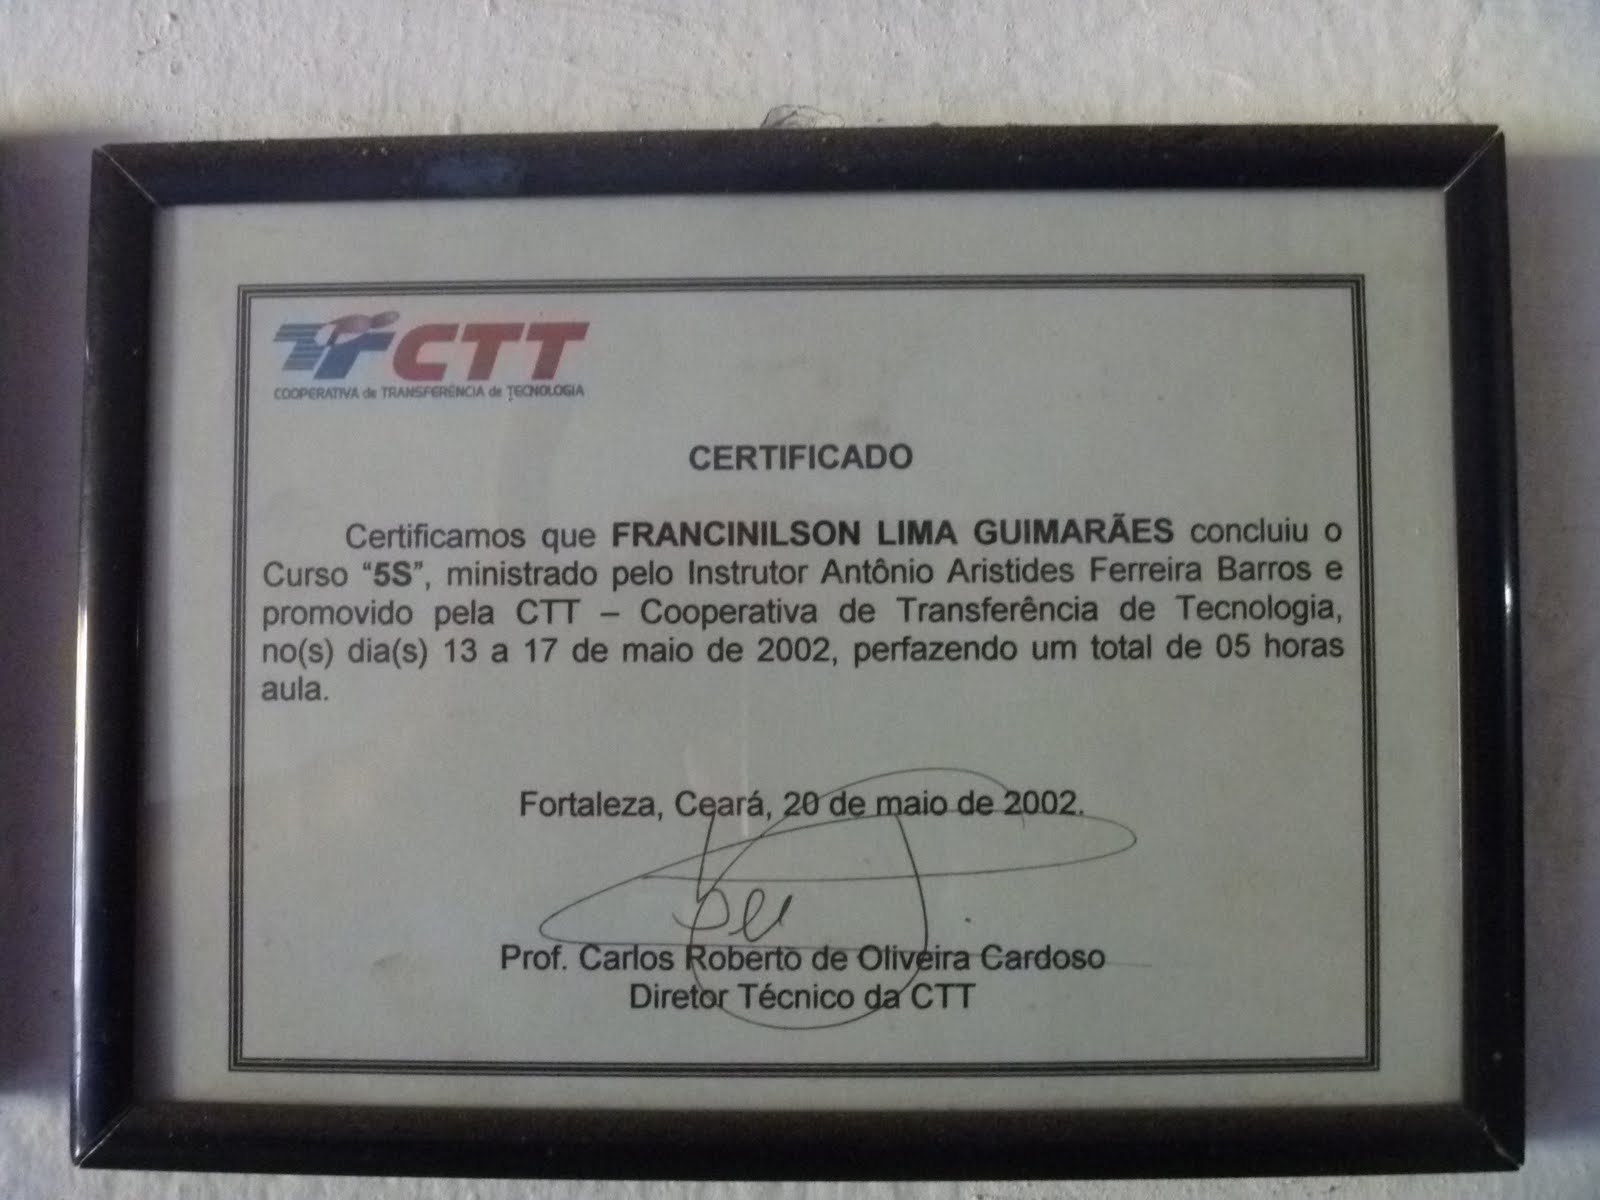 CTT
COOPERATIVA de TRANSFERÊNCIA de TECNOLOGIA
CERTIFICADO
Certificamos que FRANCINILSON LIMA GUIMARÃES concluiu o
Curso “5S”, ministrado pelo Instrutor Antônio Aristides Ferreira Barros e
promovido pela CTT – Cooperativa de Transferência de Tecnologia,
no(s) dia(s) 13 a 17 de maio de 2002, perfazendo um total de 05 horas
aula.
Fortaleza, Ceará, 20 de maio de 2002.
Prof. Carlos Roberto de Oliveira Cardoso
Diretor Técnico da CTT